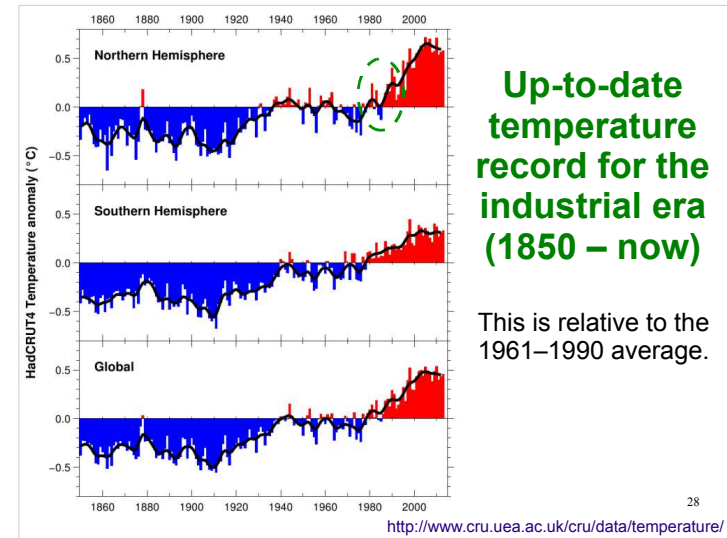 1860 1880 1900 1920 1940 1960 1980 2000
Northern Hemisphere
0.5
0.0
−0.5
Southern Hemisphere
0.5
0.0
−0.5
Global
0.5
0.0
−0.5
HadCRUT4 Temperature anomaly (°C)
1860 1880 1900 1920 1940 1960 1980 2000
Up-to-date
temperature
record for the
industrial era
(1850 – now)
This is relative to the
1961–1990 average.
28
http://www.cru.uea.ac.uk/cru/data/temperature/